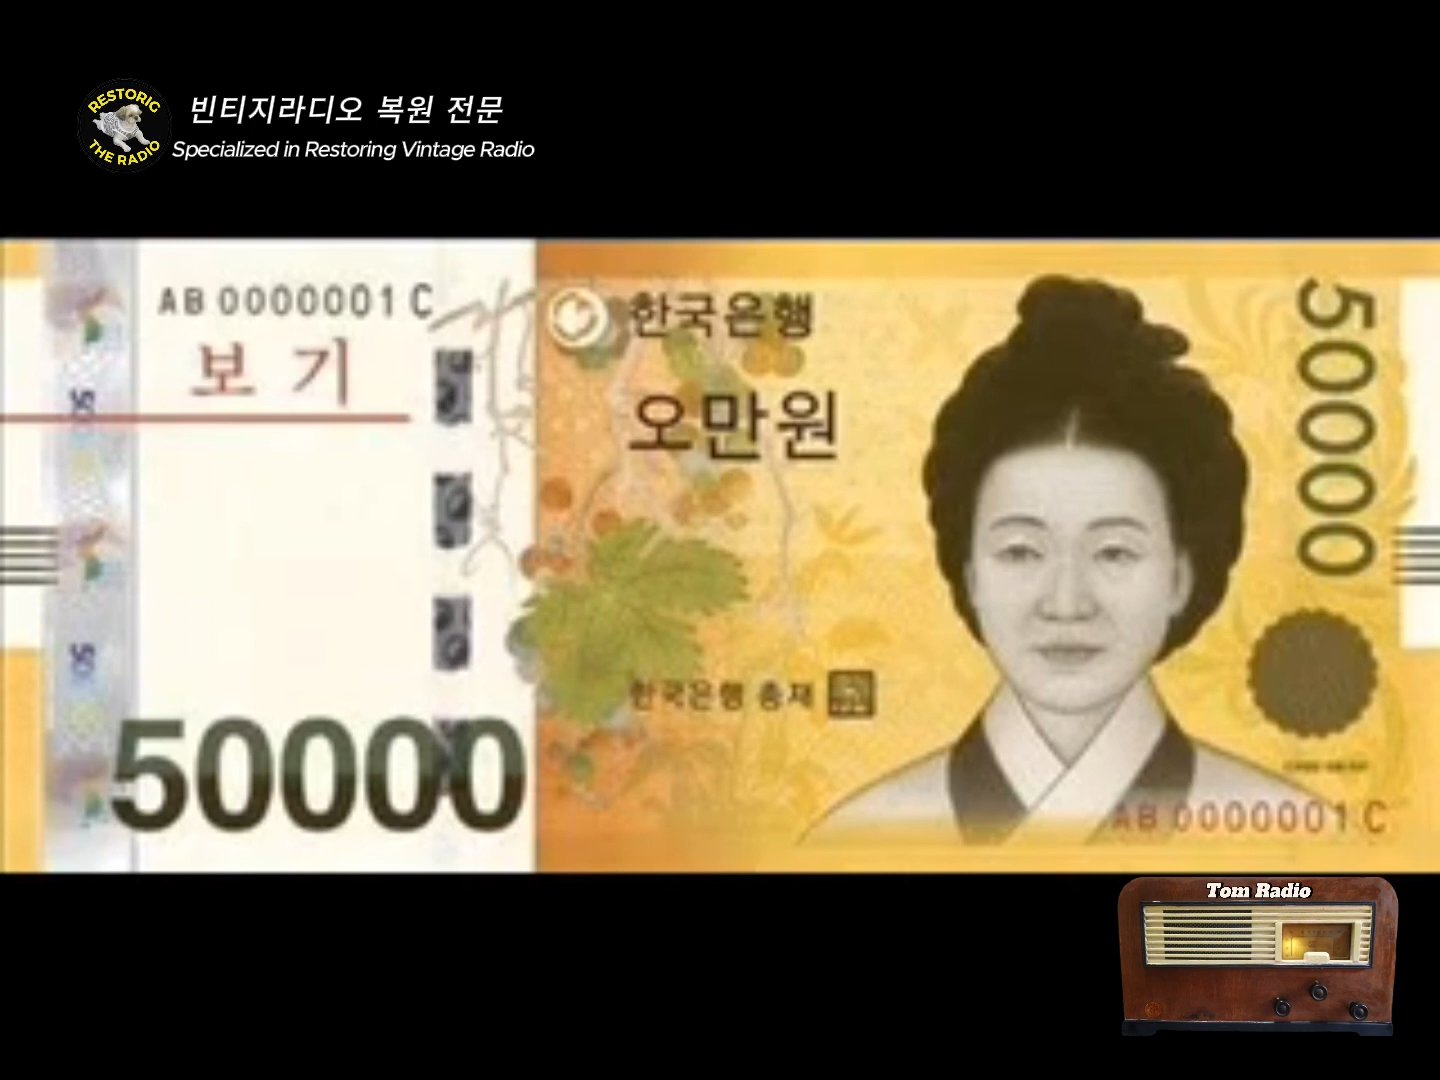 RESTORIG
THE RADIO
빈티지라디오 복원 전문
Specialized in Restoring Vintage Radio
AB 0000001 C
보기
한국은행
오만원
50000
한국은행 총재
50000
AB 0000001 C
Tom Radio